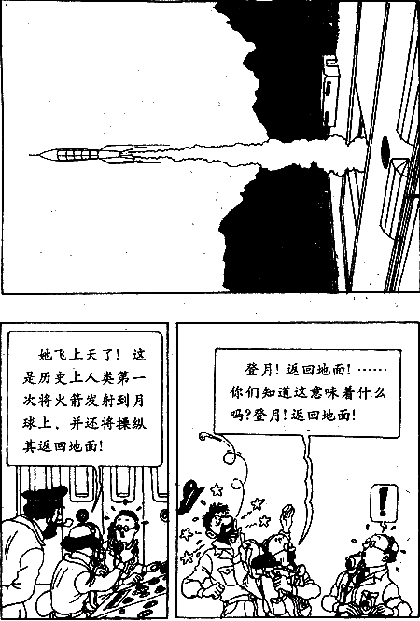 她飞上天了！这
是历史上人类第一
次将火箭发射到月
球上，并还将操纵
其返回地面！
登月！返回地面！……
你们知道这意味着什么
吗？登月！返回地面！
！